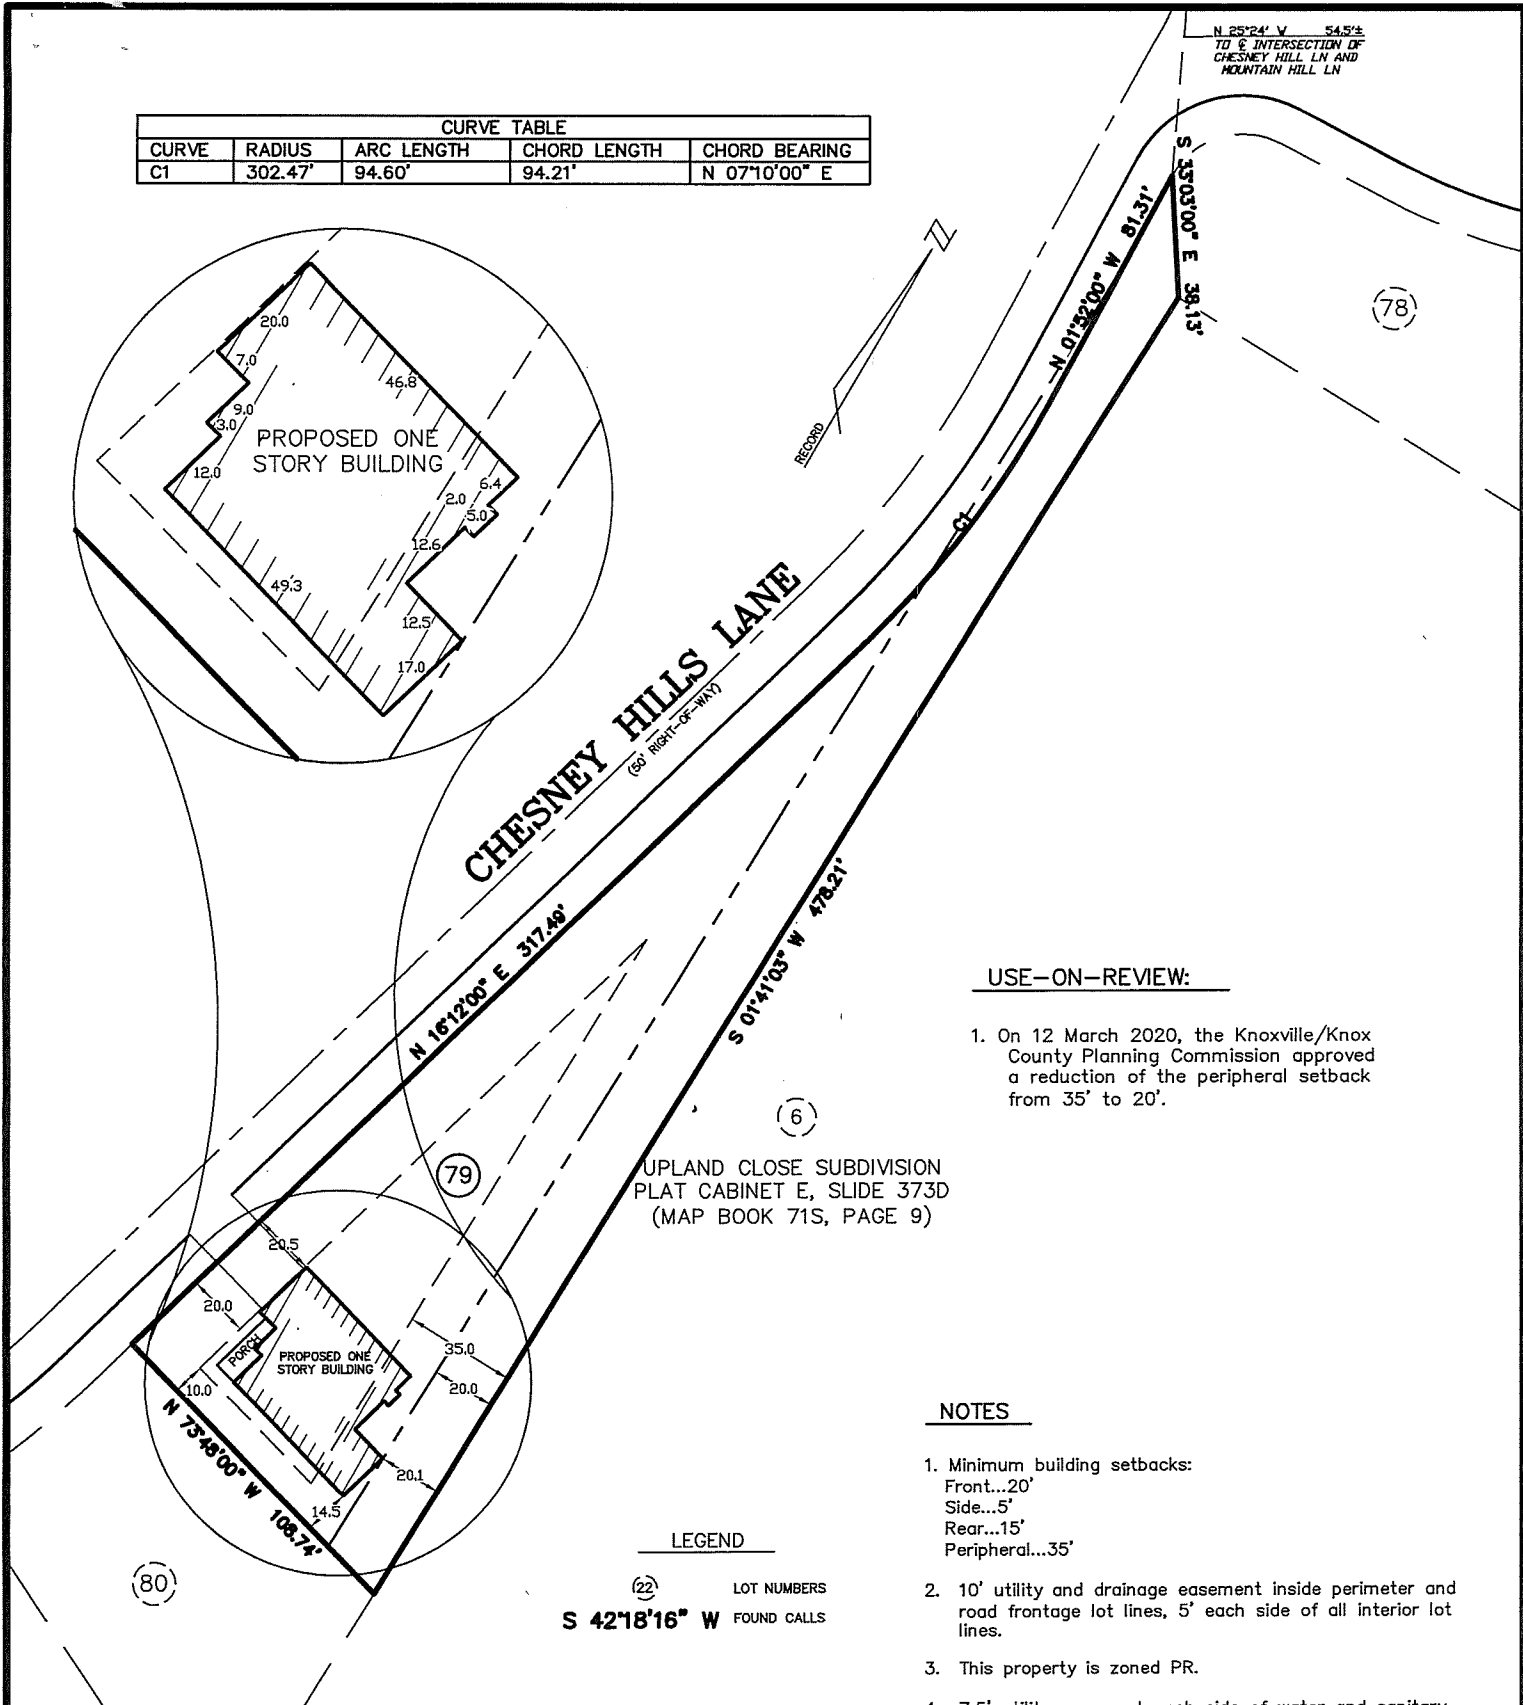 N 25°24' W 54.5'±
TO ℄ INTERSECTION OF
CHESNEY HILL LN AND
MOUNTAIN HILL LN
CURVE TABLE
CURVE RADIUS ARC LENGTH CHORD LENGTH CHORD BEARING
C1 302.47' 94.60' 94.21' N 07°10'00" E
S 33°03'00" E 38.13'
N 01°52'00" W 81.31'
78
RECORD
C1
20.0
7.0
46.8
9.0
3.0
PROPOSED ONE
STORY BUILDING
12.0
6.4
2.0
5.0
12.6
49.3
12.5
17.0
CHESNEY HILLS LANE
(50' RIGHT-OF-WAY)
N 16°12'00" E 317.49'
S 01°41'03" W 478.21'
USE-ON-REVIEW:
1. On 12 March 2020, the Knoxville/Knox
County Planning Commission approved
a reduction of the peripheral setback
from 35' to 20'.
6
UPLAND CLOSE SUBDIVISION
PLAT CABINET E, SLIDE 373D
(MAP BOOK 71S, PAGE 9)
79
20.5
20.0
PORCH
PROPOSED ONE
STORY BUILDING
35.0
20.0
10.0
20.1
14.5
N 73°48'00" W 108.74'
80
LEGEND
22 LOT NUMBERS
S 42°18'16" W FOUND CALLS
NOTES
1. Minimum building setbacks:
Front...20'
Side...5'
Rear...15'
Peripheral...35'
2. 10' utility and drainage easement inside perimeter and
road frontage lot lines, 5' each side of all interior lot
lines.
3. This property is zoned PR.